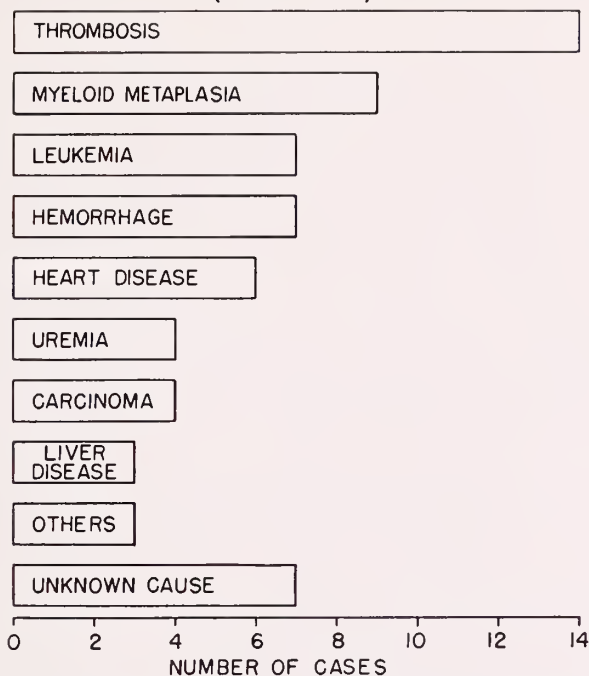 THROMBOSIS
MYELOID METAPLASIA
LEUKEMIA
HEMORRHAGE
HEART DISEASE
UREMIA
CARCINOMA
LIVER
DISEASE
OTHERS
UNKNOWN CAUSE
0 2 4 6 8 10 12 14
NUMBER OF CASES